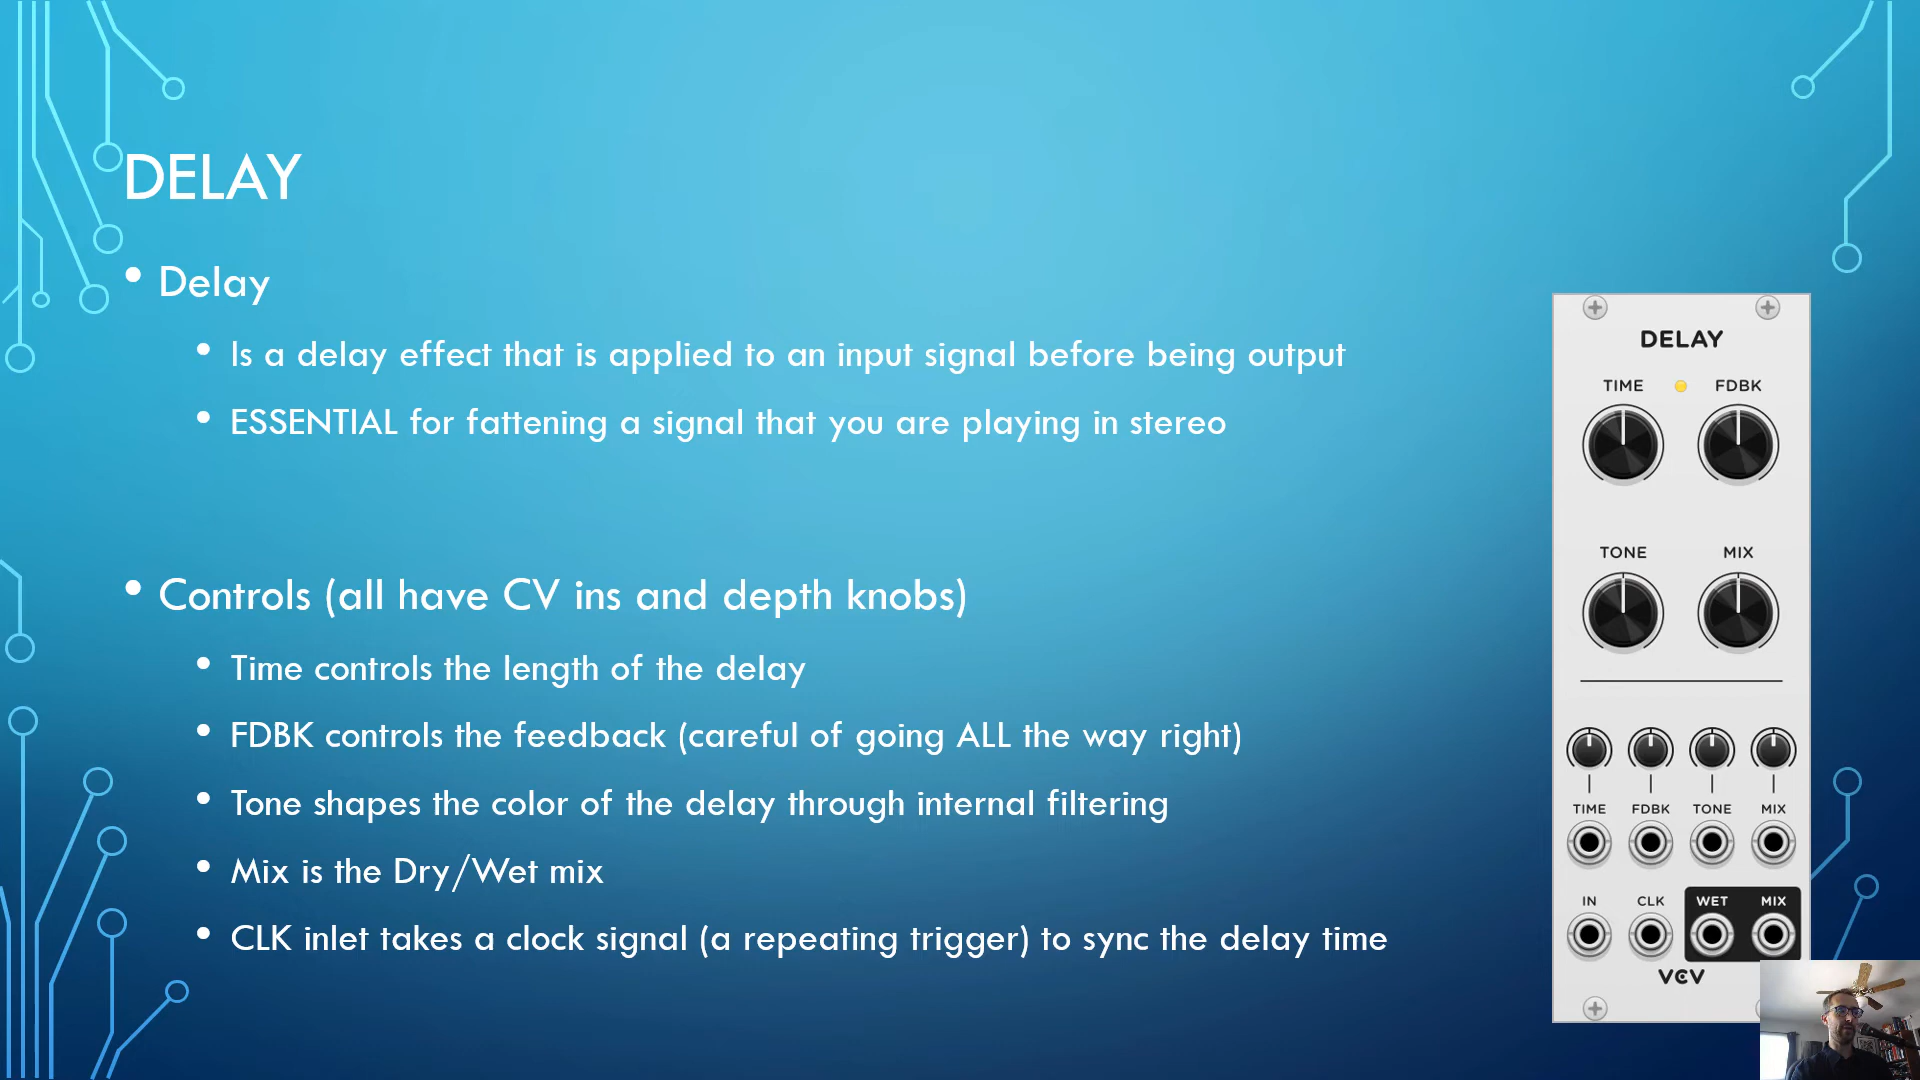 DELAY
• Delay
• Is a delay effect that is applied to an input signal before being output
• ESSENTIAL for fattening a signal that you are playing in stereo
• Controls (all have CV ins and depth knobs)
• Time controls the length of the delay
• FDBK controls the feedback (careful of going ALL the way right)
• Tone shapes the color of the delay through internal filtering
• Mix is the Dry/Wet mix
• CLK inlet takes a clock signal (a repeating trigger) to sync the delay time
DELAY
TIME FDBK
TONE MIX
TIME FDBK TONE MIX
IN CLK WET MIX
VCV